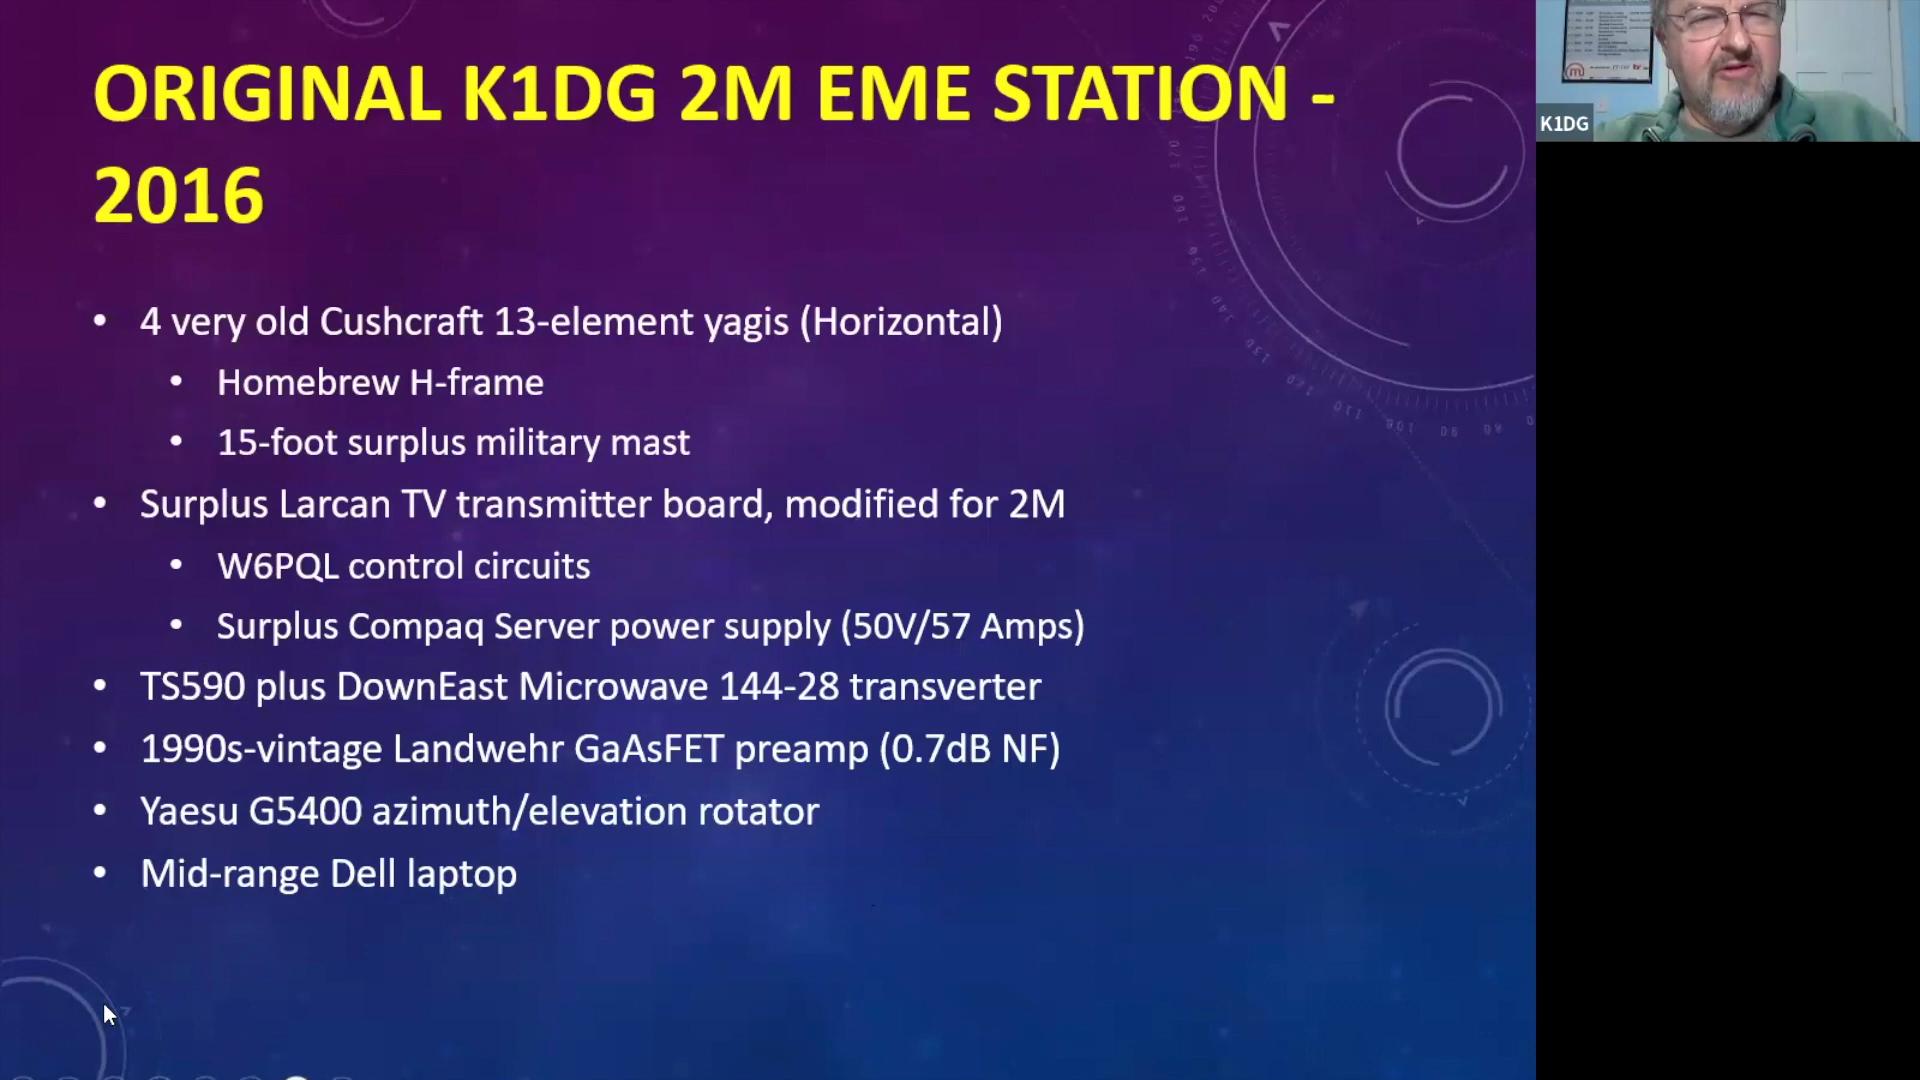 ORIGINAL K1DG 2M EME STATION -
2016
• 4 very old Cushcraft 13-element yagis (Horizontal)
• Homebrew H-frame
• 15-foot surplus military mast
• Surplus Larcan TV transmitter board, modified for 2M
• W6PQL control circuits
• Surplus Compaq Server power supply (50V/57 Amps)
• TS590 plus DownEast Microwave 144-28 transverter
• 1990s-vintage Landwehr GaAsFET preamp (0.7dB NF)
• Yaesu G5400 azimuth/elevation rotator
• Mid-range Dell laptop
K1DG